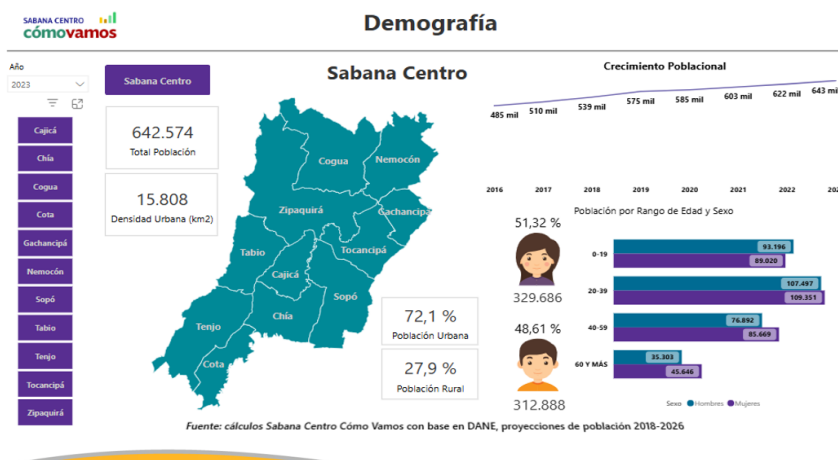 SABANA CENTRO
cómovamos
Demografía
Año
2023
Sabana Centro
Cajicá
Chía
Cogua
Cota
Gachancipá
Nemocón
Sopó
Tabio
Tenjo
Tocancipá
Zipaquirá
642.574
Total Población
15.808
Densidad Urbana (km2)
Sabana Centro
Cogua
Nemocón
Zipaquirá
Gachancipá
Tabio
Tocancipá
Cajicá
Sopó
Chía
Tenjo
Cota
72,1 %
Población Urbana
27,9 %
Población Rural
Crecimiento Poblacional
485 mil
510 mil
539 mil
575 mil
585 mil
603 mil
622 mil
643 mil
2016 2017 2018 2019 2020 2021 2022
Población por Rango de Edad y Sexo
51,32 %
329.686
48,61 %
312.888
0-19
93.196
89.020
20-39
107.497
109.351
40-59
76.892
85.669
60 Y MÁS
35.303
45.646
Sexo Hombres Mujeres
Fuente: cálculos Sabana Centro Cómo Vamos con base en DANE, proyecciones de población 2018-2026